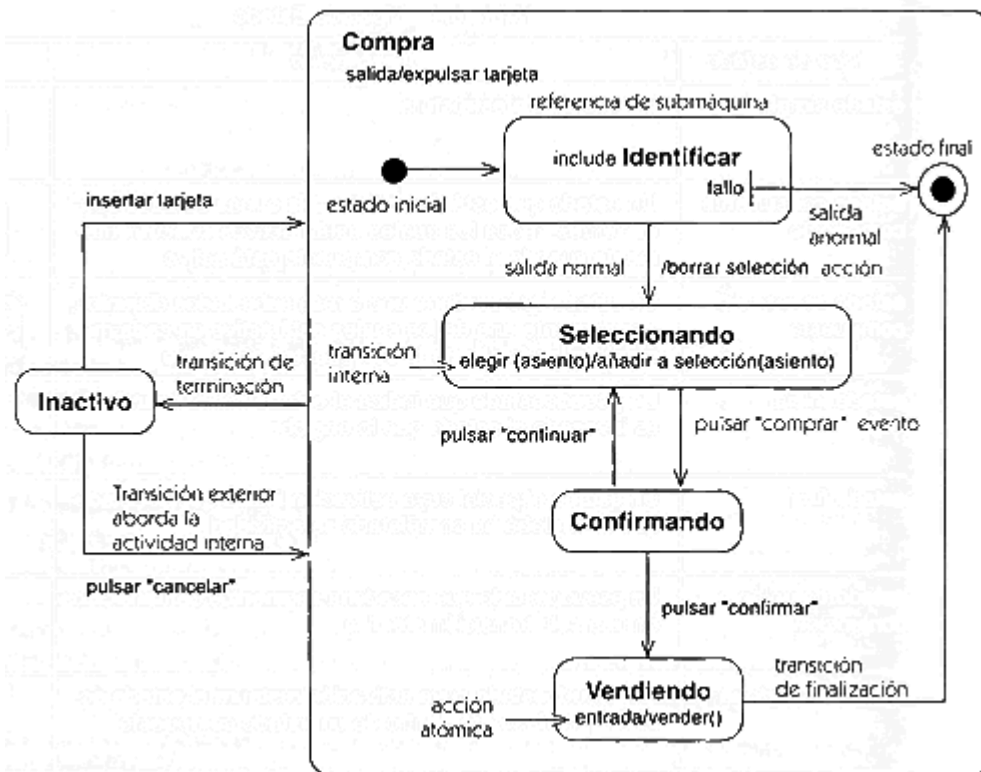 Compra
salida/expulsar tarjeta
referencia de submáquina
include Identificar
fallo
estado final
insertar tarjeta
estado inicial
salida
anormal
salida normal
/borrar selección
acción
Seleccionando
elegir (asiento)/añadir a selección(asiento)
transición
interna
transición de
terminación
Inactivo
pulsar "continuar"
pulsar "comprar"
evento
Transición exterior
aborda la
actividad interna
Confirmando
pulsar "cancelar"
pulsar "confirmar"
Vendiendo
entrada/vender()
transición
de finalización
acción
atómica